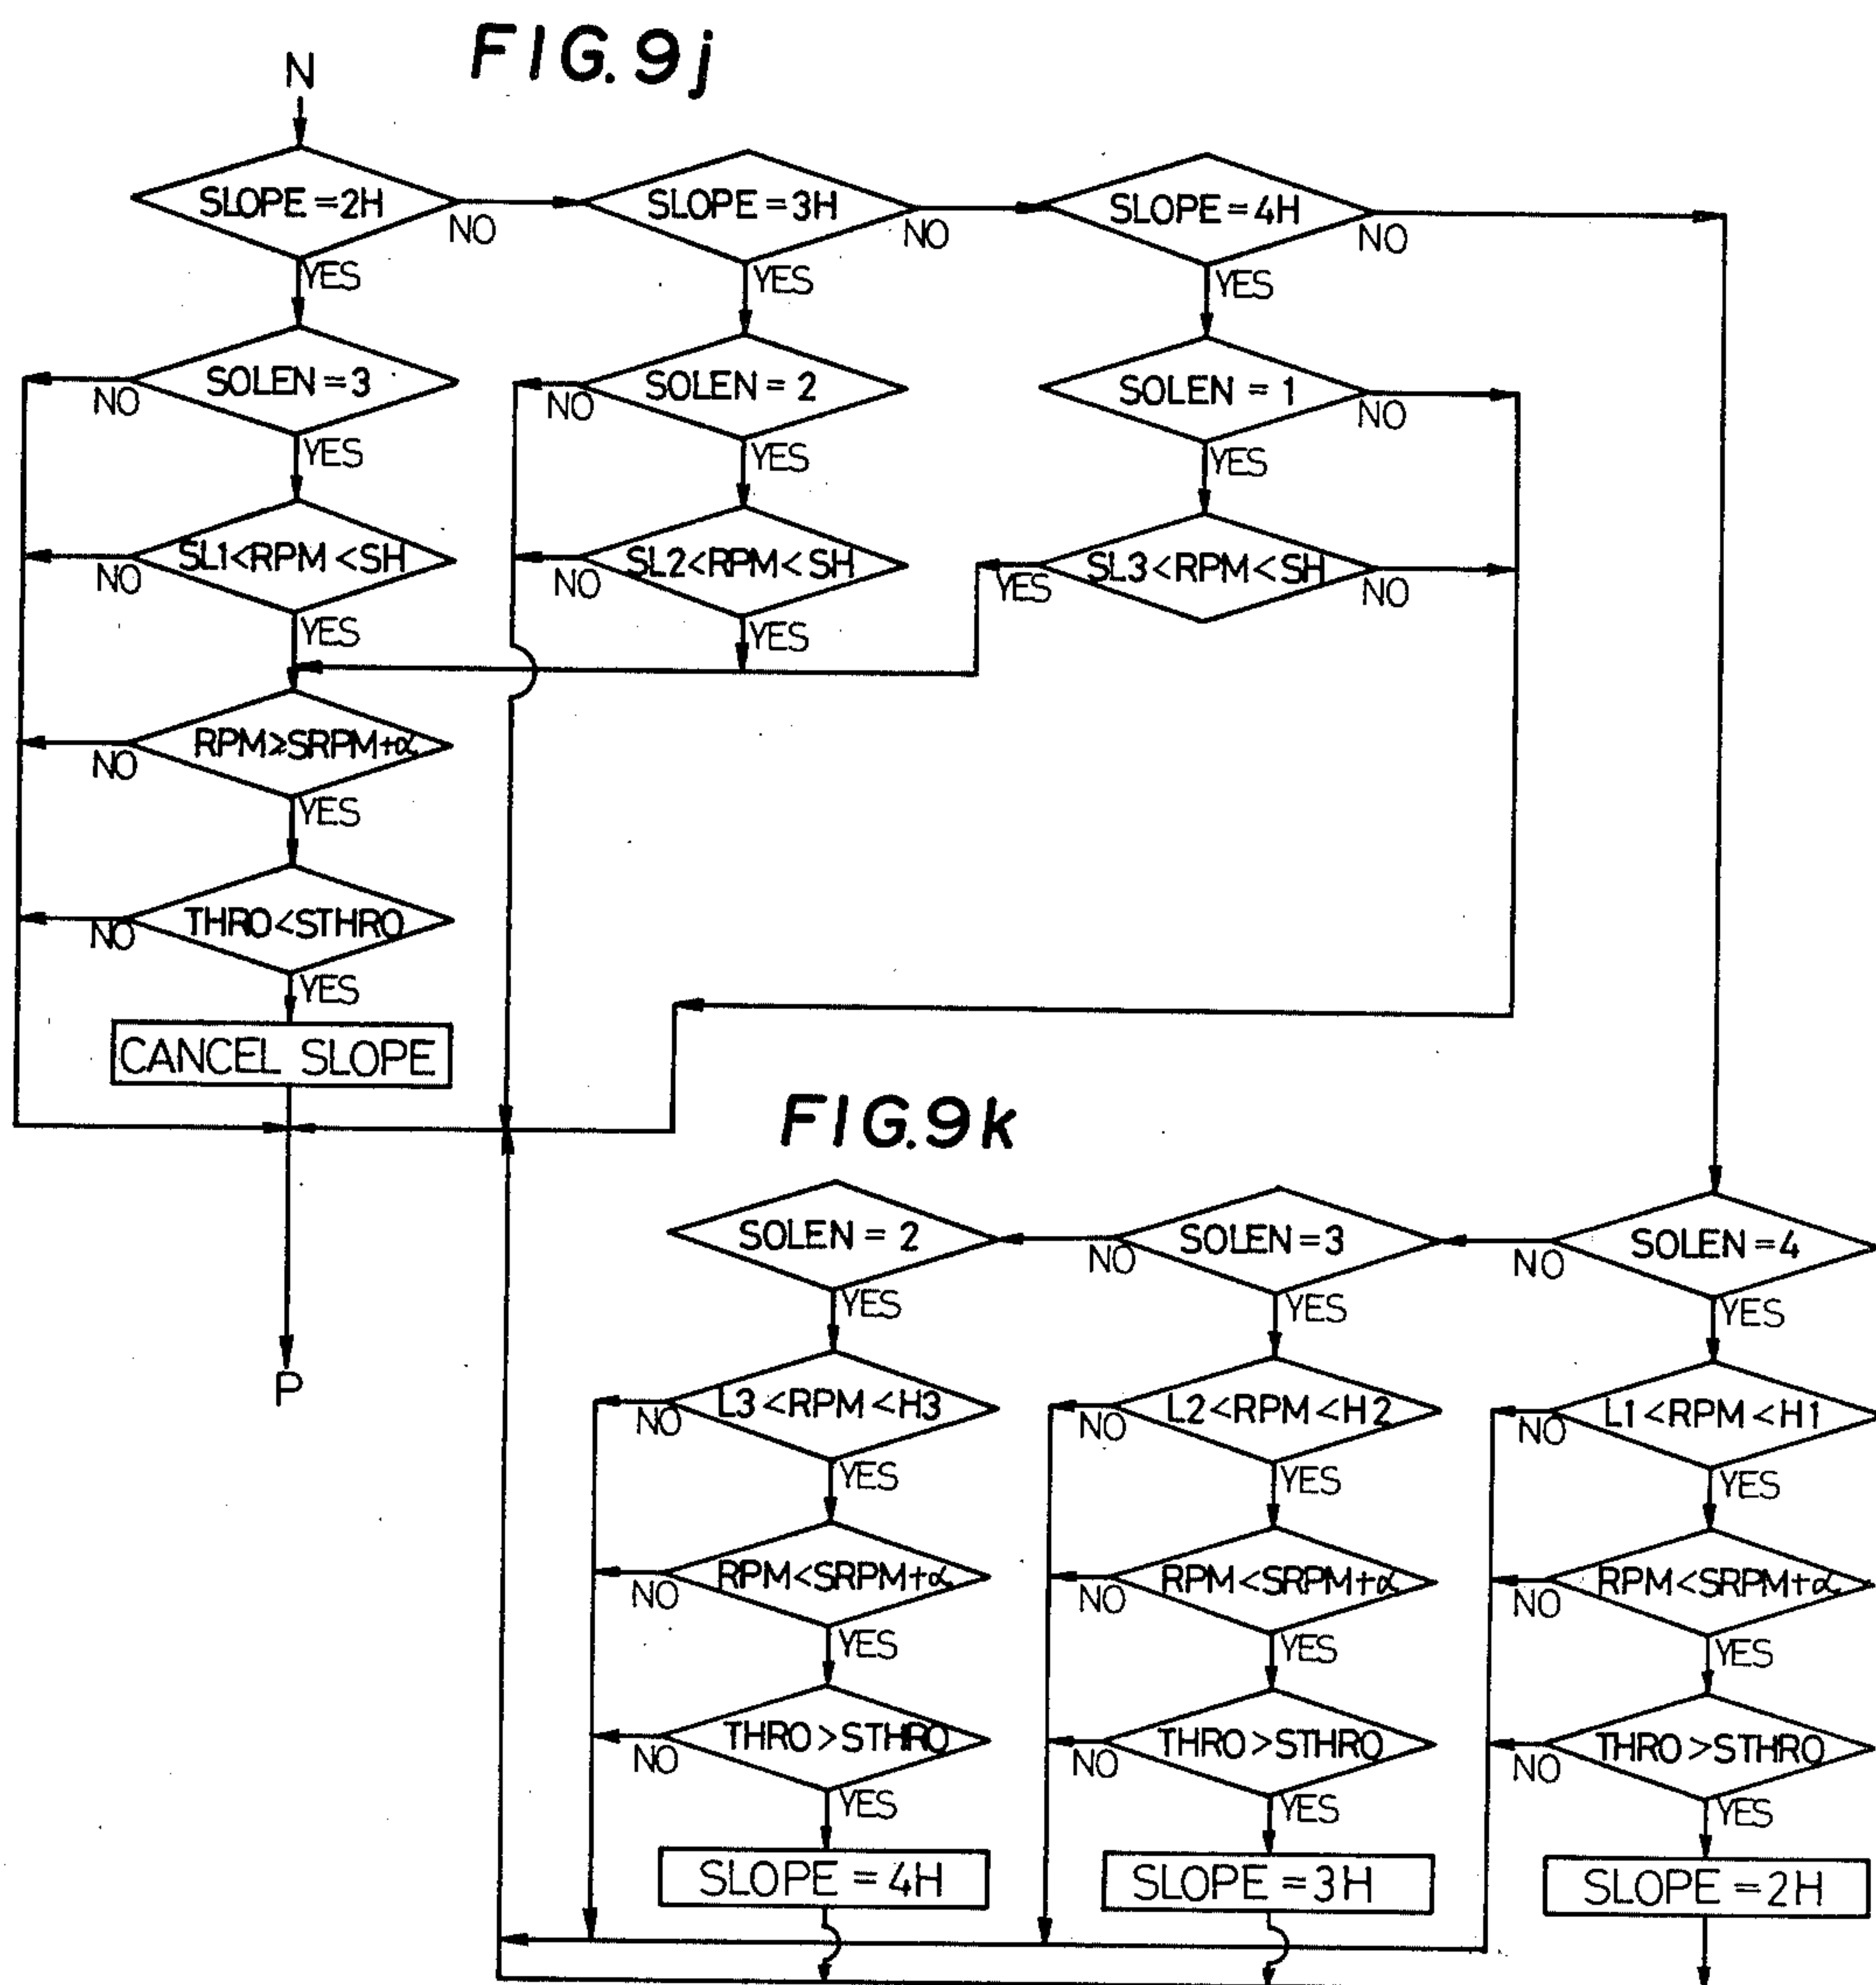 FIG. 9j
N
SLOPE = 2H
NO
SLOPE = 3H
NO
SLOPE = 4H
NO
YES
YES
YES
SOLEN = 3
NO
SOLEN = 2
NO
SOLEN = 1
NO
YES
YES
YES
SL1<RPM<SH
NO
SL2<RPM<SH
NO
SL3<RPM<SH
YES
NO
YES
YES
RPM≥SRPM+α
NO
YES
THRO<STHRO
NO
YES
CANCEL SLOPE
P
FIG. 9k
SOLEN = 2
NO
SOLEN = 3
NO
SOLEN = 4
YES
YES
YES
L3<RPM<H3
NO
L2<RPM<H2
NO
L1<RPM<H1
NO
YES
YES
YES
RPM<SRPM+α
NO
RPM<SRPM+α
NO
RPM<SRPM+α
NO
YES
YES
YES
THRO>STHRO
NO
THRO>STHRO
NO
THRO>STHRO
NO
YES
YES
YES
SLOPE = 4H
SLOPE = 3H
SLOPE = 2H